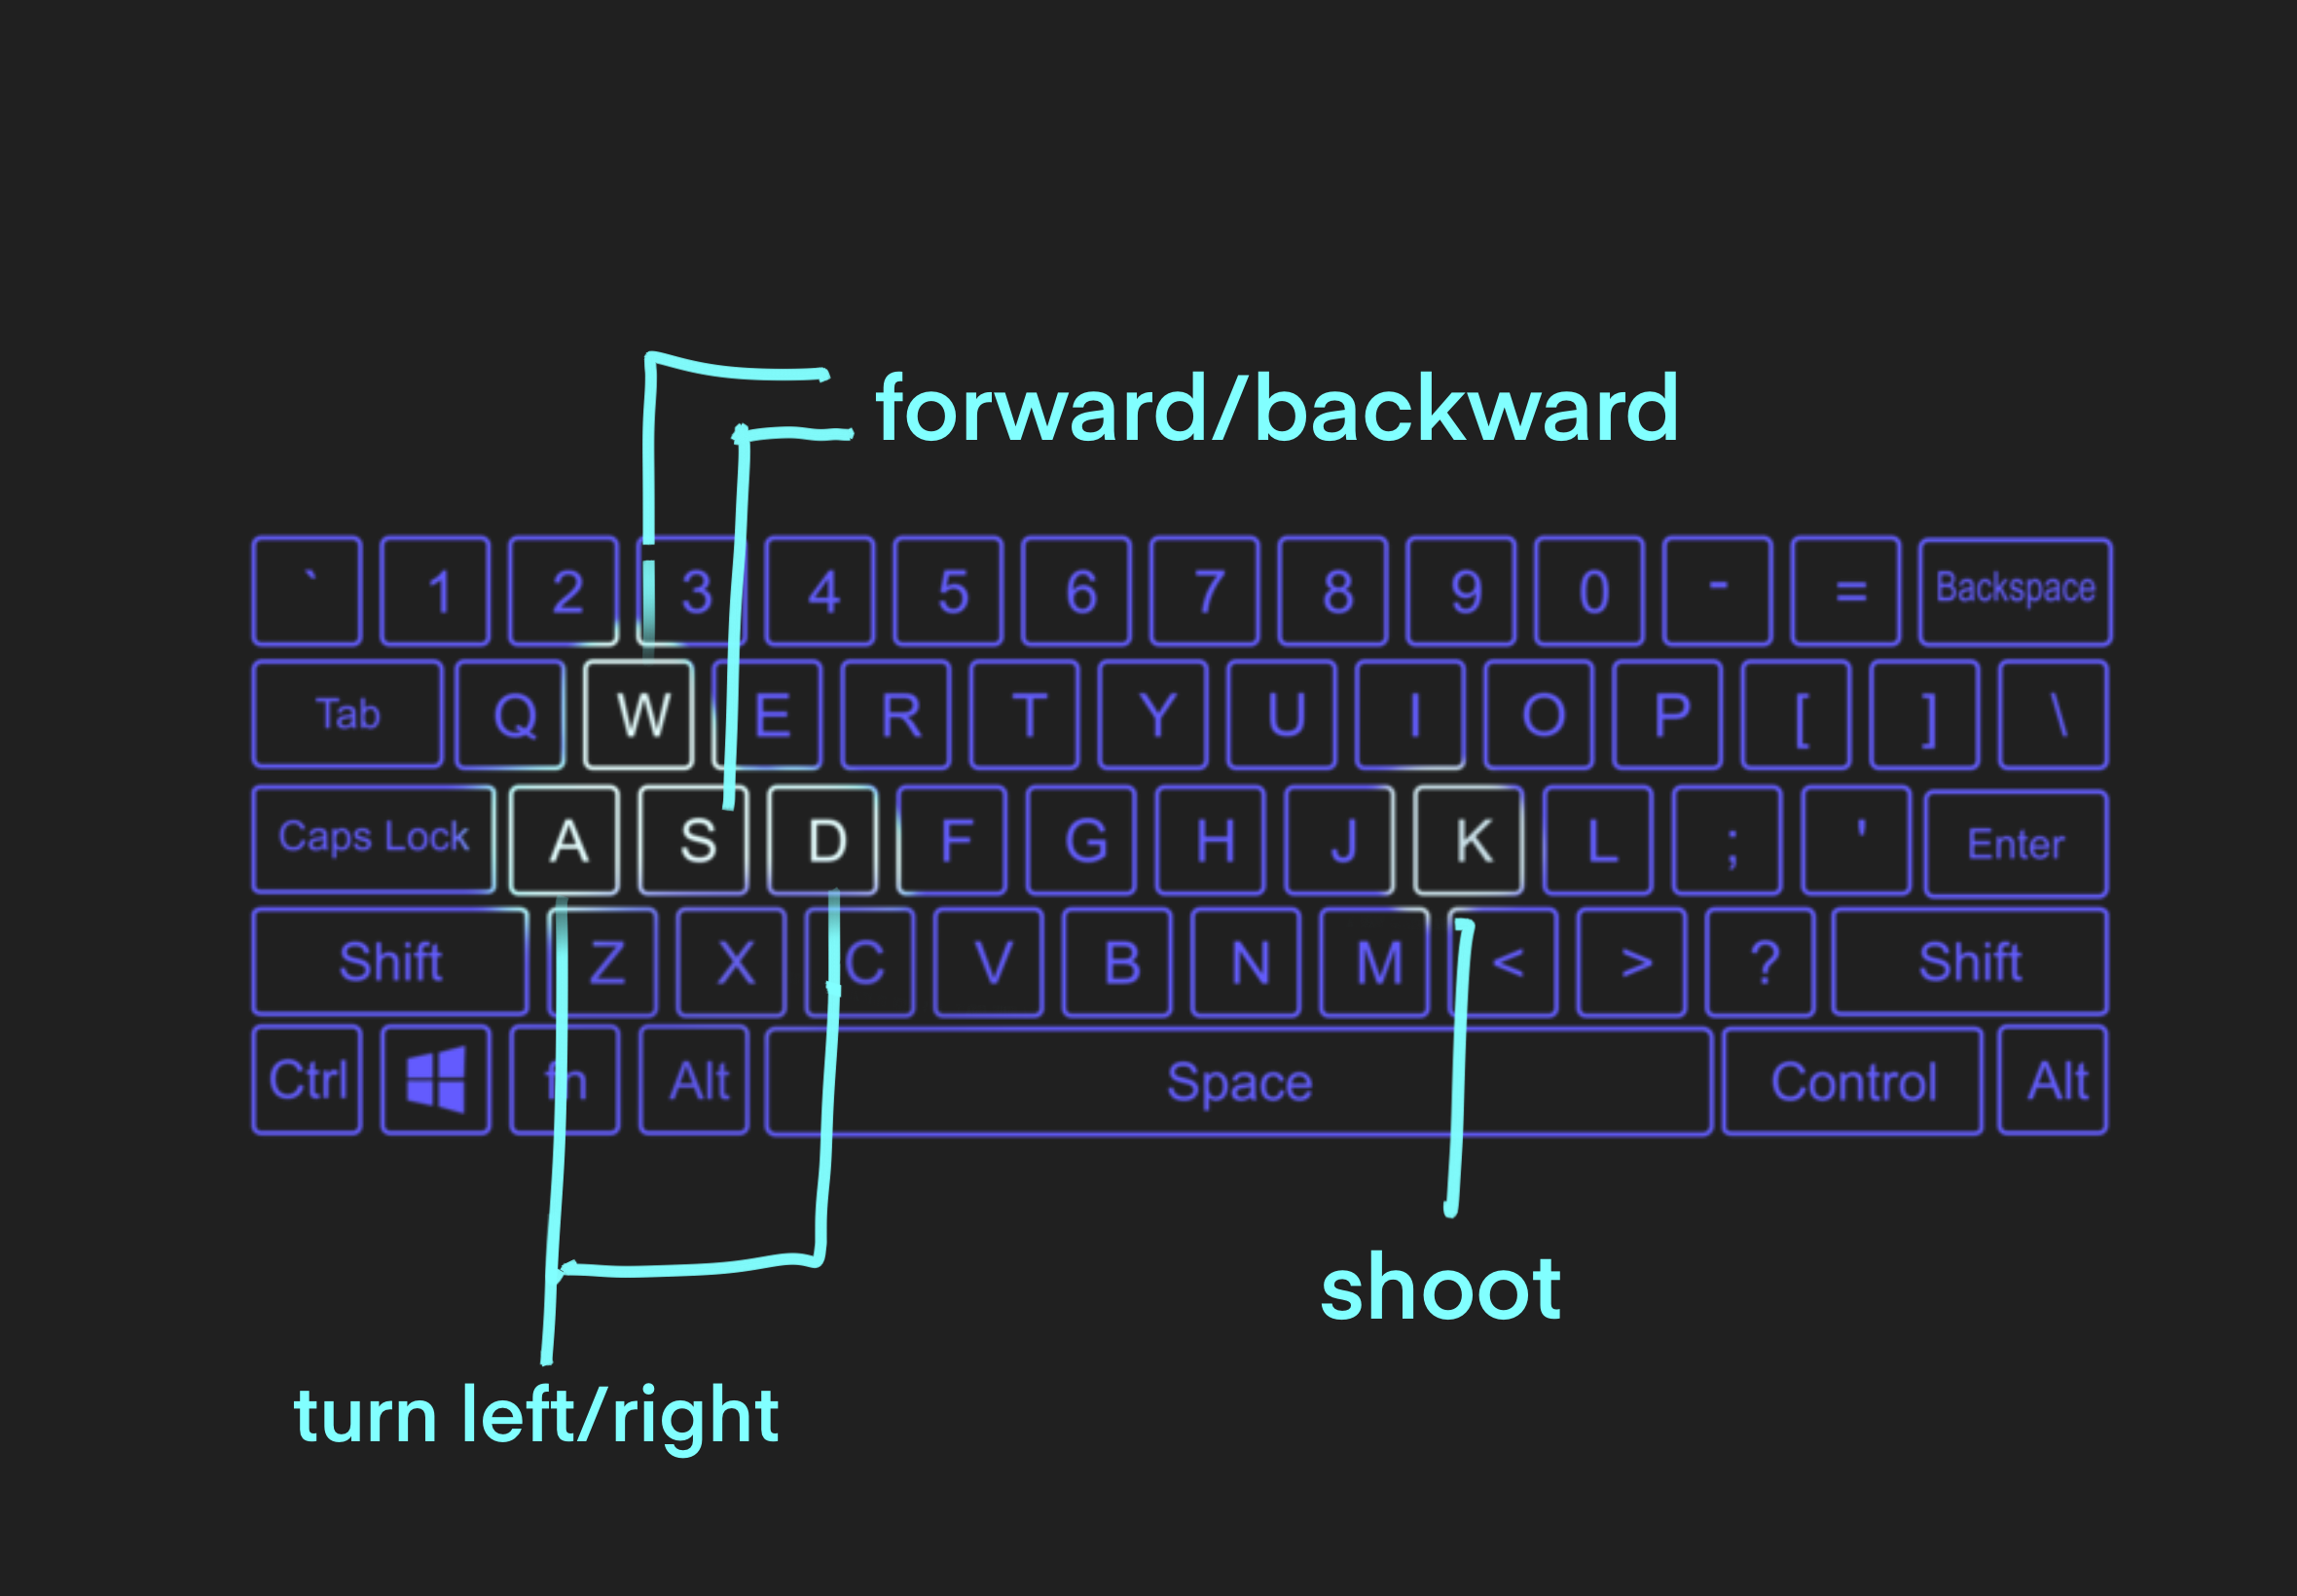 forward/backward
` 1 2 3 4 5 6 7 8 9 0 - = Backspace
Tab Q W E R T Y U I O P [ ] \
Caps Lock A S D F G H J K L ; ' Enter
Shift Z X C V B N M < > ? Shift
Ctrl fn Alt Space Control Alt
shoot
turn left/right